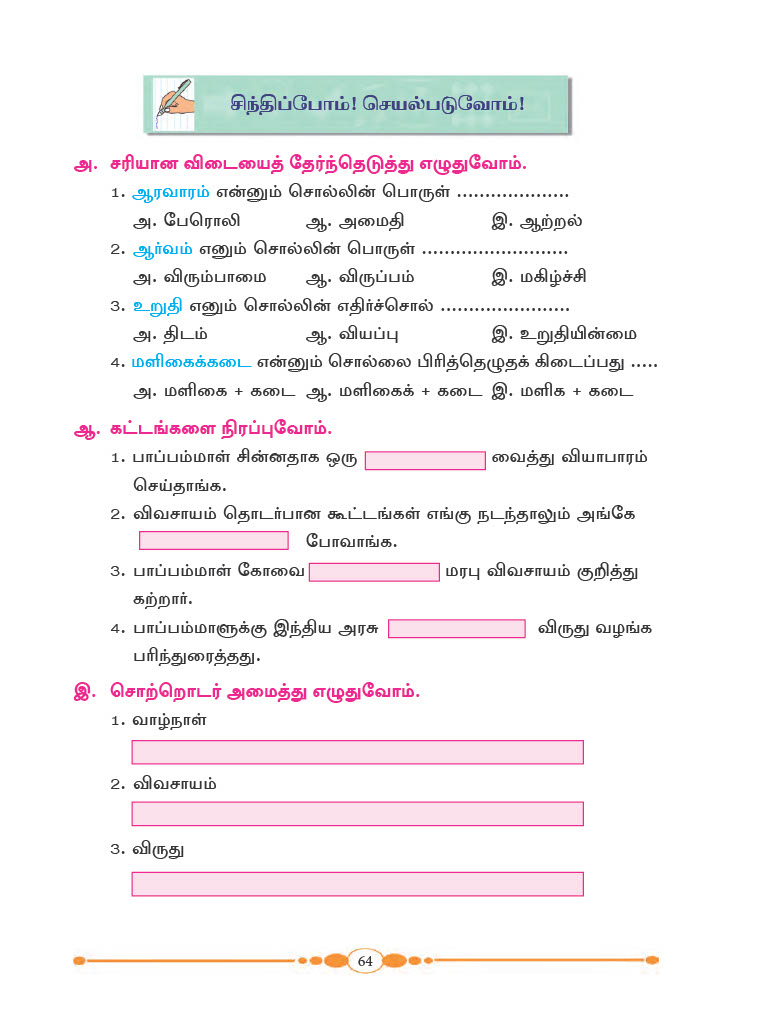 சிந்திப்போம்! செயல்படுவோம்!
அ. சரியான விடையைத் தேர்ந்தெடுத்து எழுதுவோம்.
1. ஆரவாரம் என்னும் சொல்லின் பொருள் ....................
அ. பேரொலி ஆ. அமைதி இ. ஆற்றல்
2. ஆர்வம் எனும் சொல்லின் பொருள் ..........................
அ. விரும்பாமை ஆ. விருப்பம் இ. மகிழ்ச்சி
3. உறுதி எனும் சொல்லின் எதிர்ச்சொல் .......................
அ. திடம் ஆ. வியப்பு இ. உறுதியின்மை
4. மளிகைக்கடை என்னும் சொல்லை பிரித்தெழுதக் கிடைப்பது .....
அ. மளிகை + கடை ஆ. மளிகைக் + கடை இ. மளிக + கடை
ஆ. கட்டங்களை நிரப்புவோம்.
1. பாப்பம்மாள் சின்னதாக ஒரு வைத்து வியாபாரம்
செய்தாங்க.
2. விவசாயம் தொடர்பான கூட்டங்கள் எங்கு நடந்தாலும் அங்கே
போவாங்க.
3. பாப்பம்மாள் கோவை மரபு விவசாயம் குறித்து
கற்றார்.
4. பாப்பம்மாளுக்கு இந்திய அரசு விருது வழங்க
பரிந்துரைத்தது.
இ. சொற்றொடர் அமைத்து எழுதுவோம்.
1. வாழ்நாள்
2. விவசாயம்
3. விருது
64